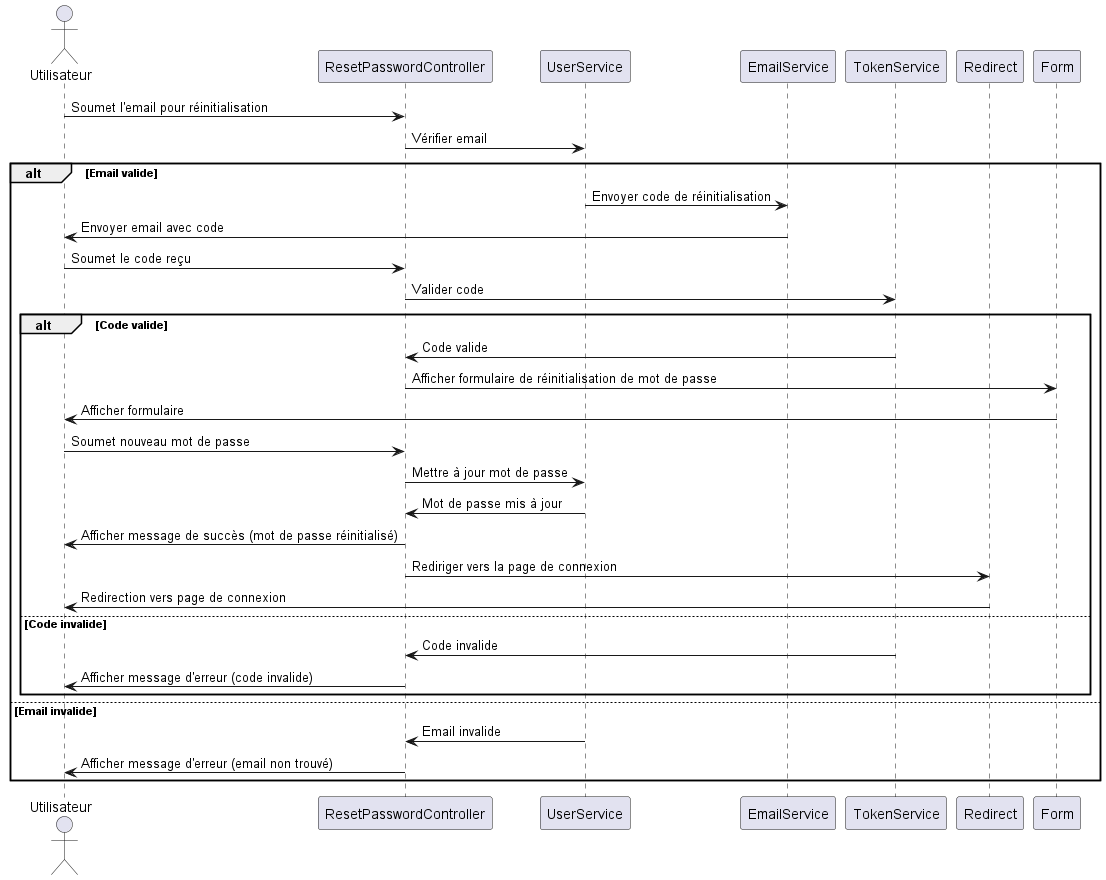 Utilisateur
ResetPasswordController
UserService
EmailService
TokenService
Redirect
Form
Soumet l'email pour réinitialisation
Vérifier email
alt
[Email valide]
Envoyer code de réinitialisation
Envoyer email avec code
Soumet le code reçu
Valider code
alt
[Code valide]
Code valide
Afficher formulaire de réinitialisation de mot de passe
Afficher formulaire
Soumet nouveau mot de passe
Mettre à jour mot de passe
Mot de passe mis à jour
Afficher message de succès (mot de passe réinitialisé)
Rediriger vers la page de connexion
Redirection vers page de connexion
[Code invalide]
Code invalide
Afficher message d'erreur (code invalide)
[Email invalide]
Email invalide
Afficher message d'erreur (email non trouvé)
Utilisateur
ResetPasswordController
UserService
EmailService
TokenService
Redirect
Form